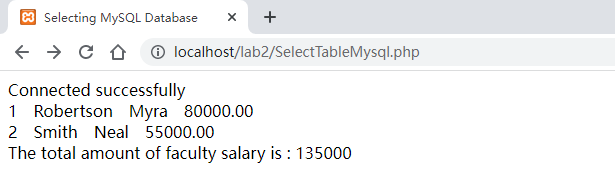 Selecting MySQL Database
localhost/lab2/SelectTableMysql.php
Connected successfully
1 Robertson Myra 80000.00
2 Smith Neal 55000.00
The total amount of faculty salary is : 135000